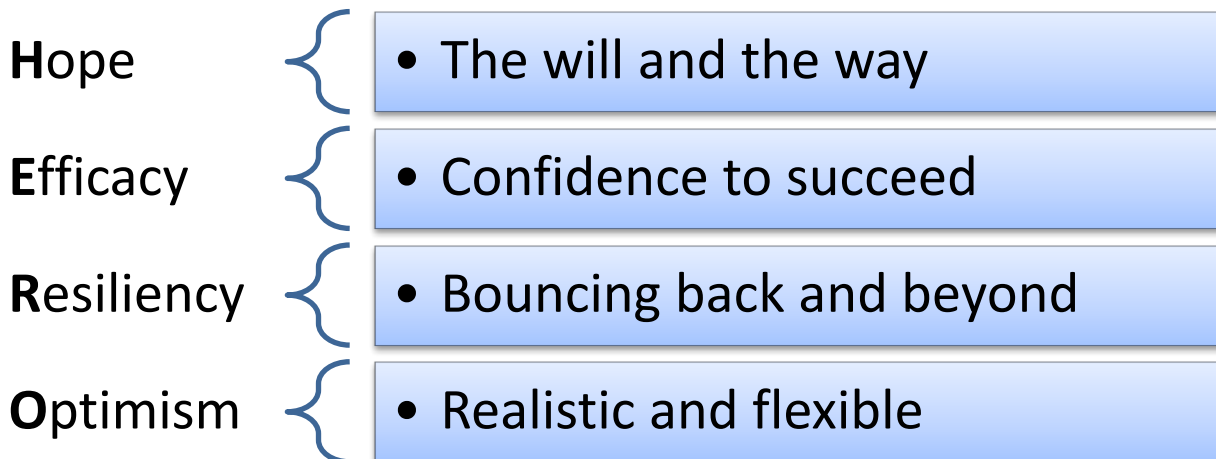 Hope • The will and the way
Efficacy • Confidence to succeed
Resiliency • Bouncing back and beyond
Optimism • Realistic and flexible